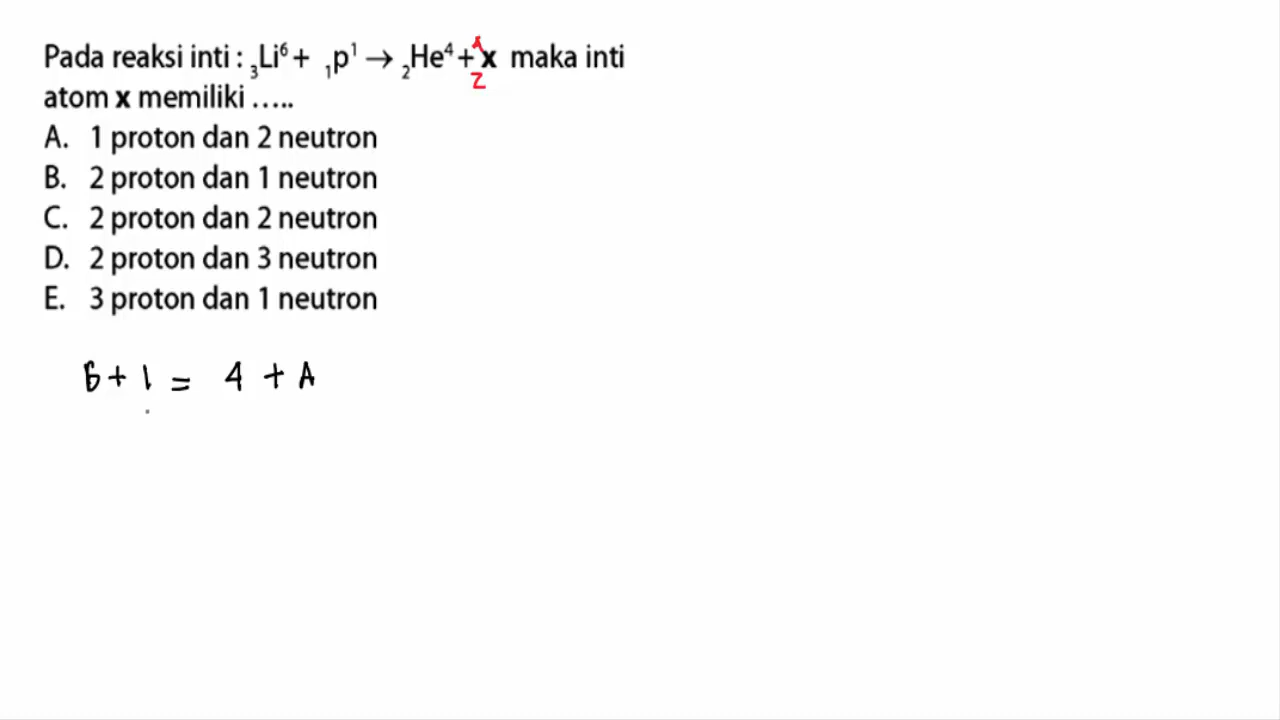 Pada reaksi inti : ₃Li⁶ + ₁p¹ → ₂He⁴ + ᴬ_Z x maka inti
atom x memiliki .....
A. 1 proton dan 2 neutron
B. 2 proton dan 1 neutron
C. 2 proton dan 2 neutron
D. 2 proton dan 3 neutron
E. 3 proton dan 1 neutron
6 + 1 = 4 + A